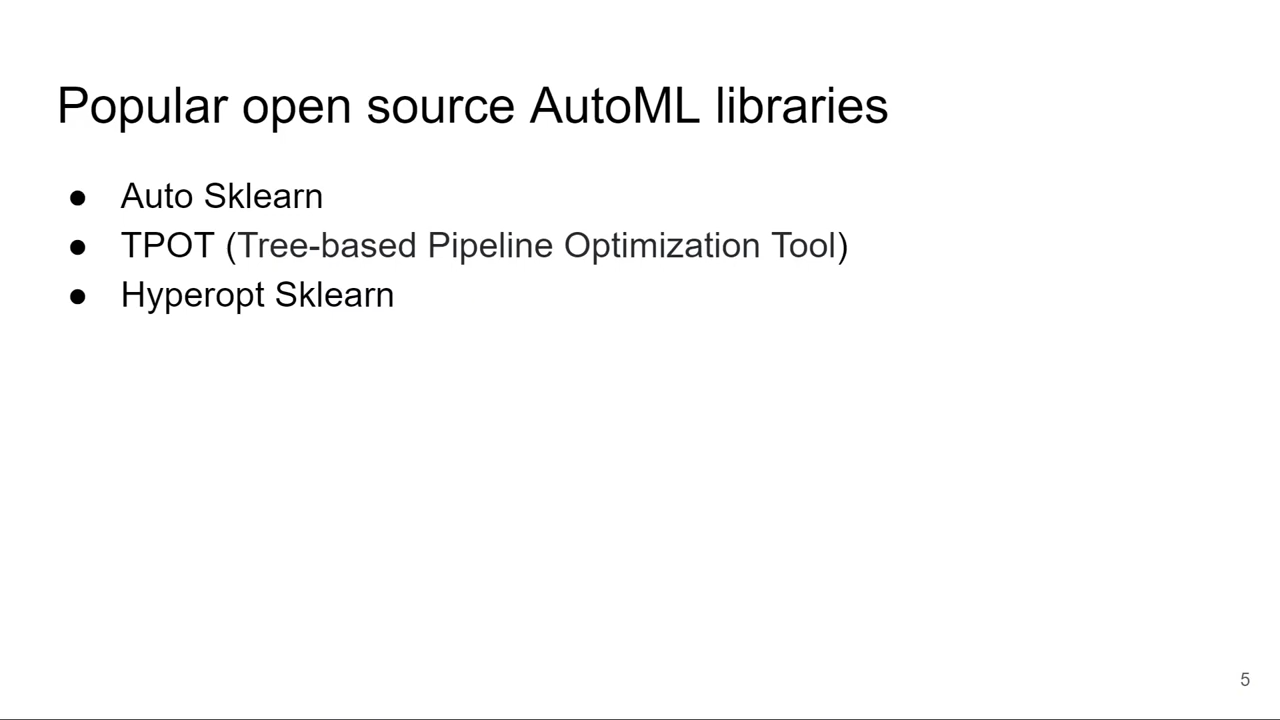 Popular open source AutoML libraries
● Auto Sklearn
● TPOT (Tree-based Pipeline Optimization Tool)
● Hyperopt Sklearn
5